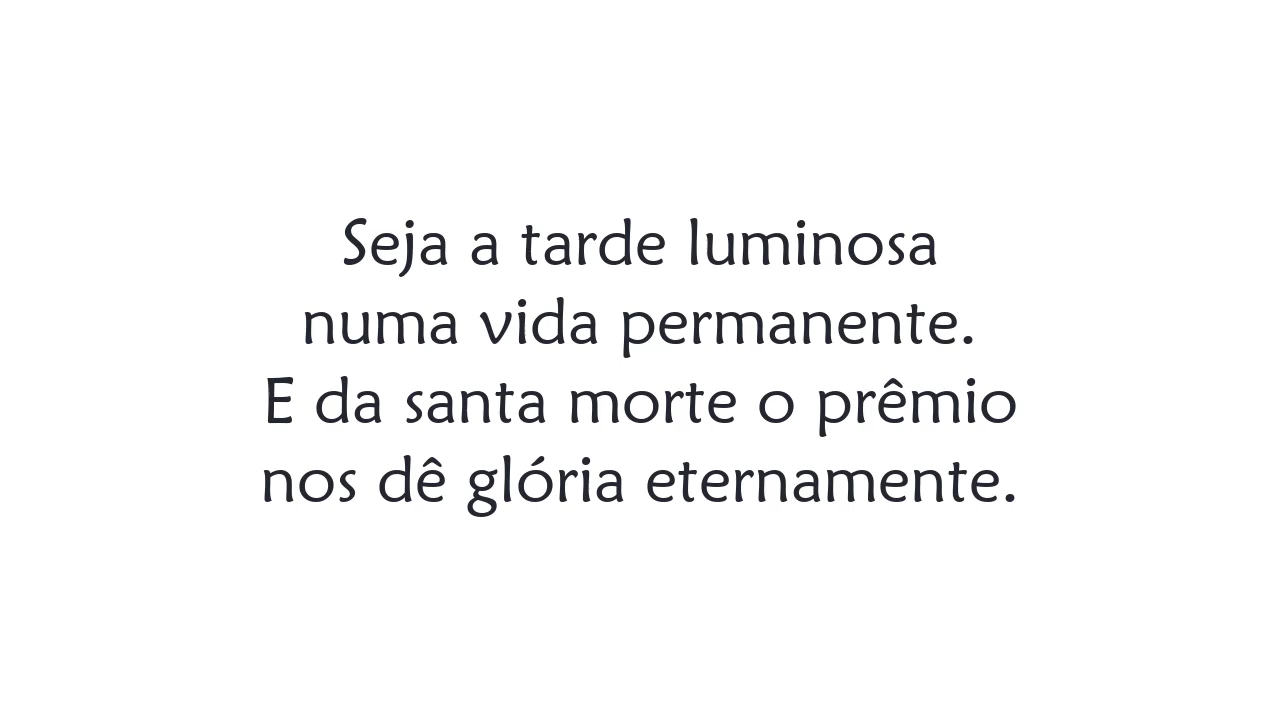 Seja a tarde luminosa
numa vida permanente.
E da santa morte o prêmio
nos dê glória eternamente.